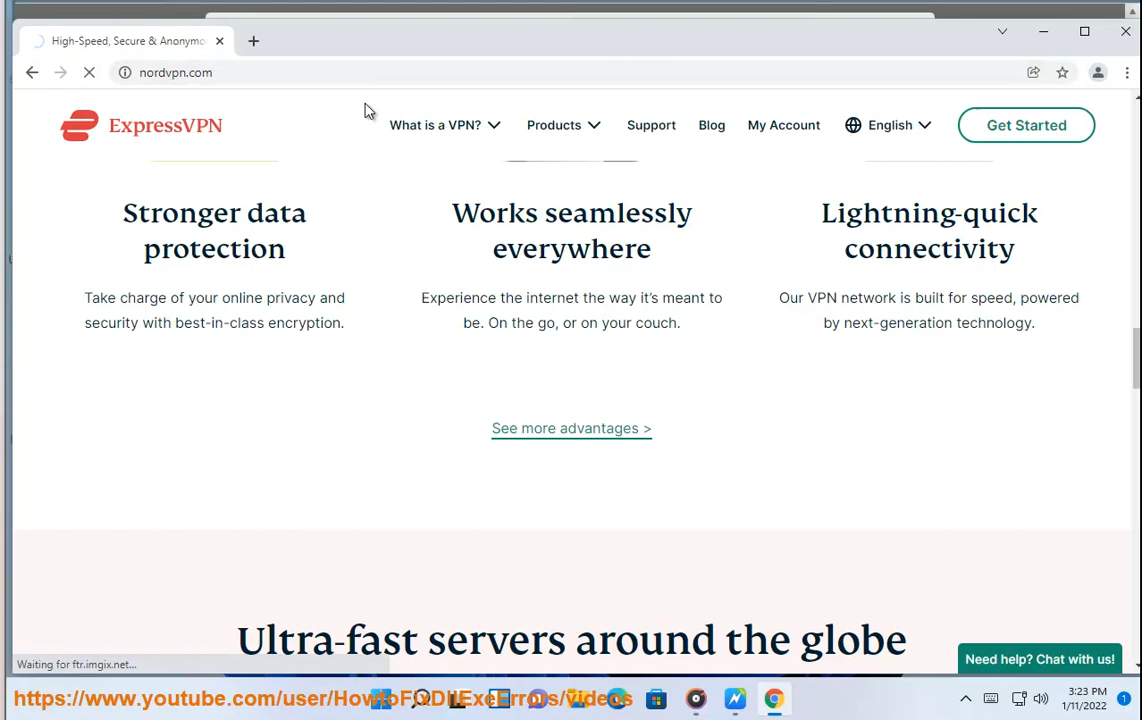 High-Speed, Secure & Anonymo
nordvpn.com
ExpressVPN
What is a VPN?
Products
Support
Blog
My Account
English
Get Started
Stronger data
protection
Take charge of your online privacy and
security with best-in-class encryption.
Works seamlessly
everywhere
Experience the internet the way it's meant to
be. On the go, or on your couch.
Lightning-quick
connectivity
Our VPN network is built for speed, powered
by next-generation technology.
See more advantages >
Ultra-fast servers around the globe
Need help? Chat with us!
Waiting for ftr.imgix.net...
https://www.youtube.com/user/HowtoFixDllExeErrors/videos
3:23 PM
1/11/2022
1